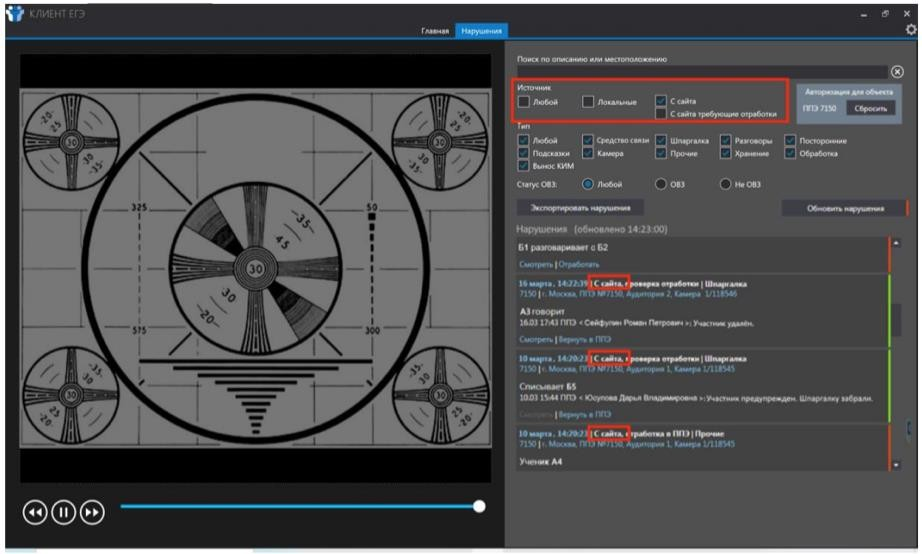 КЛИЕНТ ЕГЭ
Главная Нарушения
Поиск по описанию или местоположению
Источник
Любой Локальные С сайта
С сайта требующие отработки
Авторизация для объекта
ППЭ 7150 Сбросить
Тип
Любой Средство связи Шпаргалка Разговоры Посторонние
Подсказки Камера Прочие Хранение Обработка
Вынос КИМ
Статус ОВЗ: Любой ОВЗ Не ОВЗ
Экспортировать нарушения Обновить нарушения
Нарушения (обновлено 14:23:00)
Б1 разговаривает с Б2
Смотреть | Отработать
16 марта, 14:22:39 | С сайта, проверка отработки | Шпаргалка
7150 | г. Москва, ППЭ №7150, Аудитория 2, Камера 1/118546
А3 говорит
16.03 17:43 ППЭ < Сейфулин Роман Петрович >: Участник удалён.
Смотреть | Вернуть в ППЭ
10 марта, 14:20:23 | С сайта, проверка отработки | Шпаргалка
7150 | г. Москва, ППЭ №7150, Аудитория 1, Камера 1/118545
Списывает Б5
10.03 15:44 ППЭ < Юсупова Дарья Владимировна >: Участник предупрежден. Шпаргалку забрали.
Смотреть | Вернуть в ППЭ
10 марта, 14:20:23 | С сайта, отработка в ППЭ | Прочие
7150 | г. Москва, ППЭ №7150, Аудитория 1, Камера 1/118545
Ученик А4
325 50
575 300
30
45
-35-
30
-20-
30
30
30
30